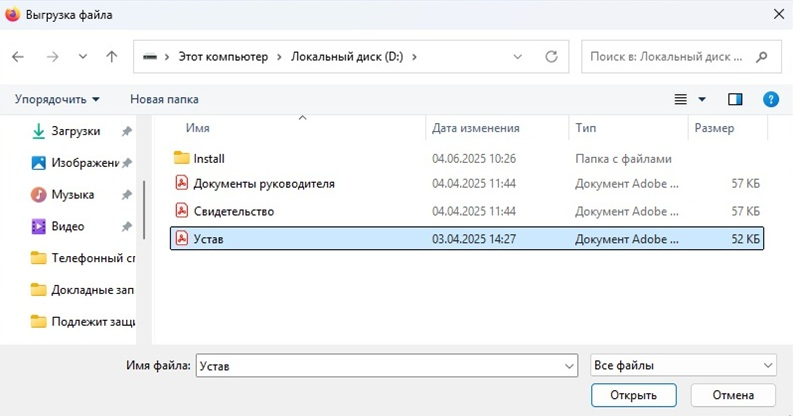 Выгрузка файла
Этот компьютер > Локальный диск (D:) >
Поиск в: Локальный диск ...
Упорядочить
Новая папка
?
Загрузки
Изображени
Музыка
Видео
Телефонный сп
Докладные зап
Подлежит защи
Имя Дата изменения Тип Размер
Install 04.06.2025 10:26 Папка с файлами
Документы руководителя 04.04.2025 11:44 Документ Adobe ... 57 КБ
Свидетельство 04.04.2025 11:44 Документ Adobe ... 57 КБ
Устав 03.04.2025 14:27 Документ Adobe ... 52 КБ
Имя файла: Устав Все файлы
Открыть Отмена